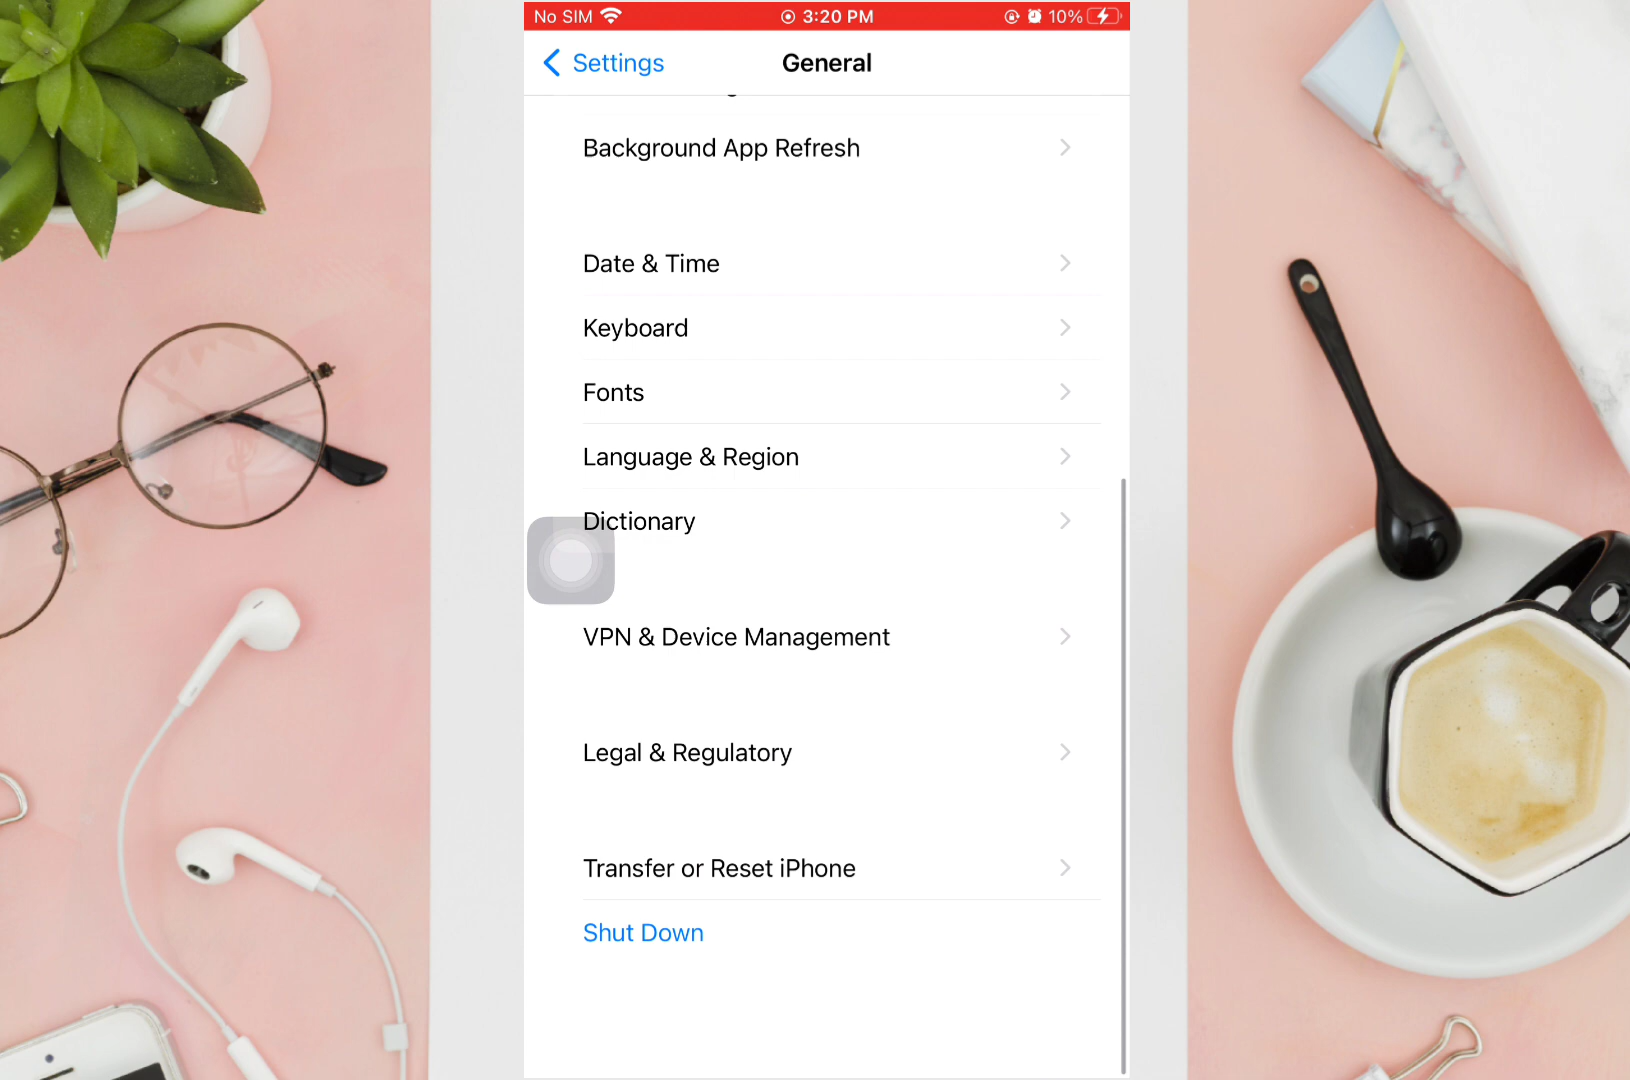 No SIM 3:20 PM 10%
Settings General
Background App Refresh
Date & Time
Keyboard
Fonts
Language & Region
Dictionary
VPN & Device Management
Legal & Regulatory
Transfer or Reset iPhone
Shut Down